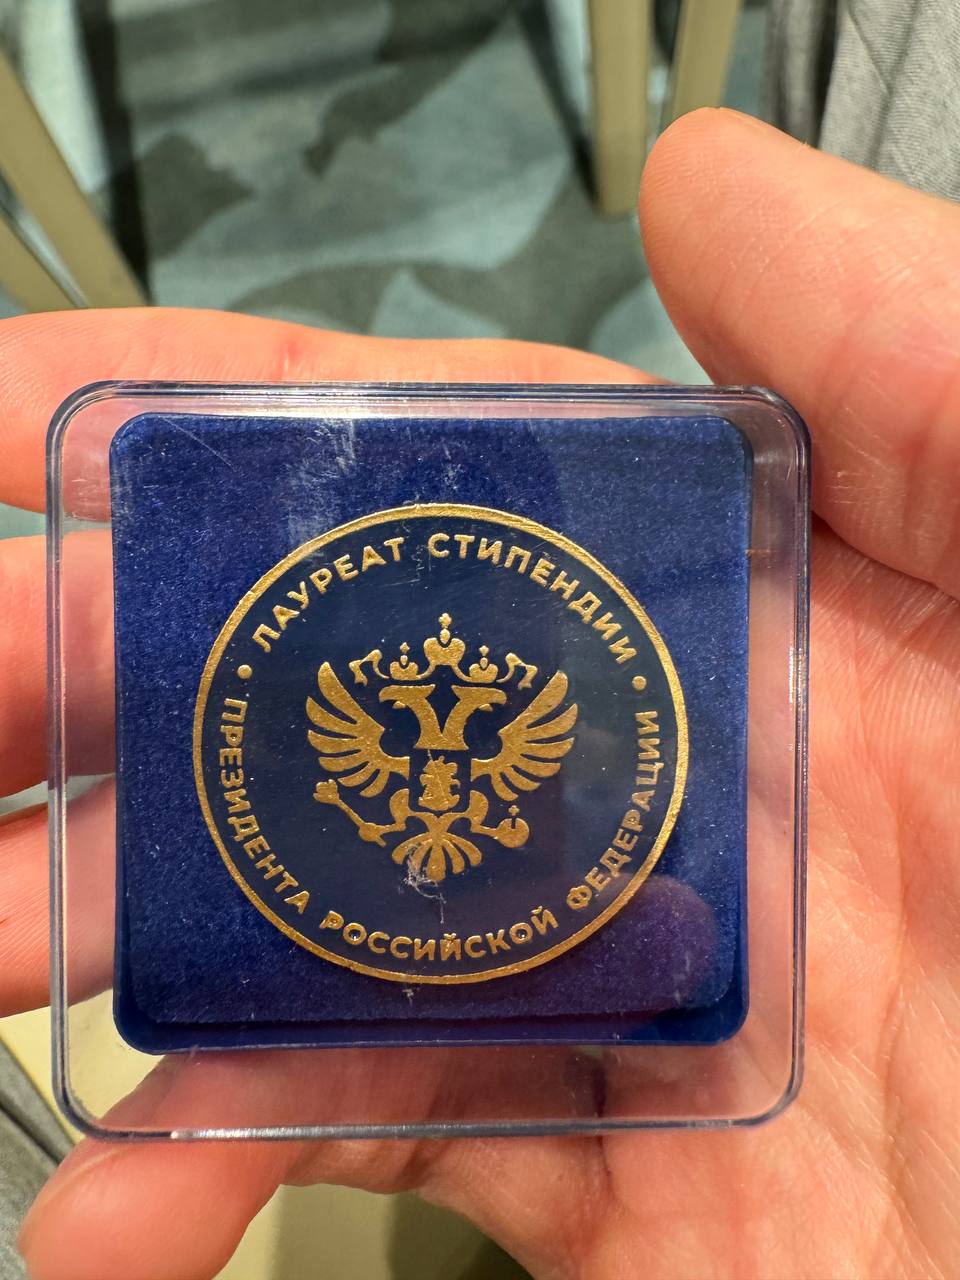 ЛАУРЕАТ СТИПЕНДИИ
ПРЕЗИДЕНТА РОССИЙСКОЙ ФЕДЕРАЦИИ